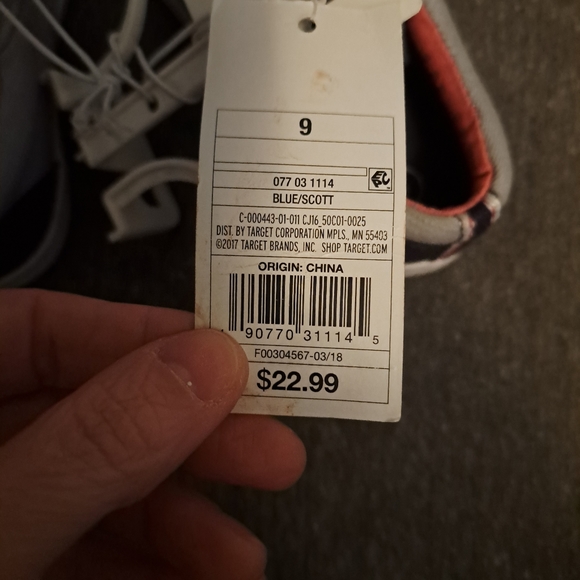 9
077 03 1114
BLUE/SCOTT
C-000443-01-011 CJ16 50C01-0025
DIST. BY TARGET CORPORATION MPLS., MN 55403
©2017 TARGET BRANDS, INC. SHOP TARGET.COM
ORIGIN: CHINA
90770 31114 5
F00304567-03/18
$22.99